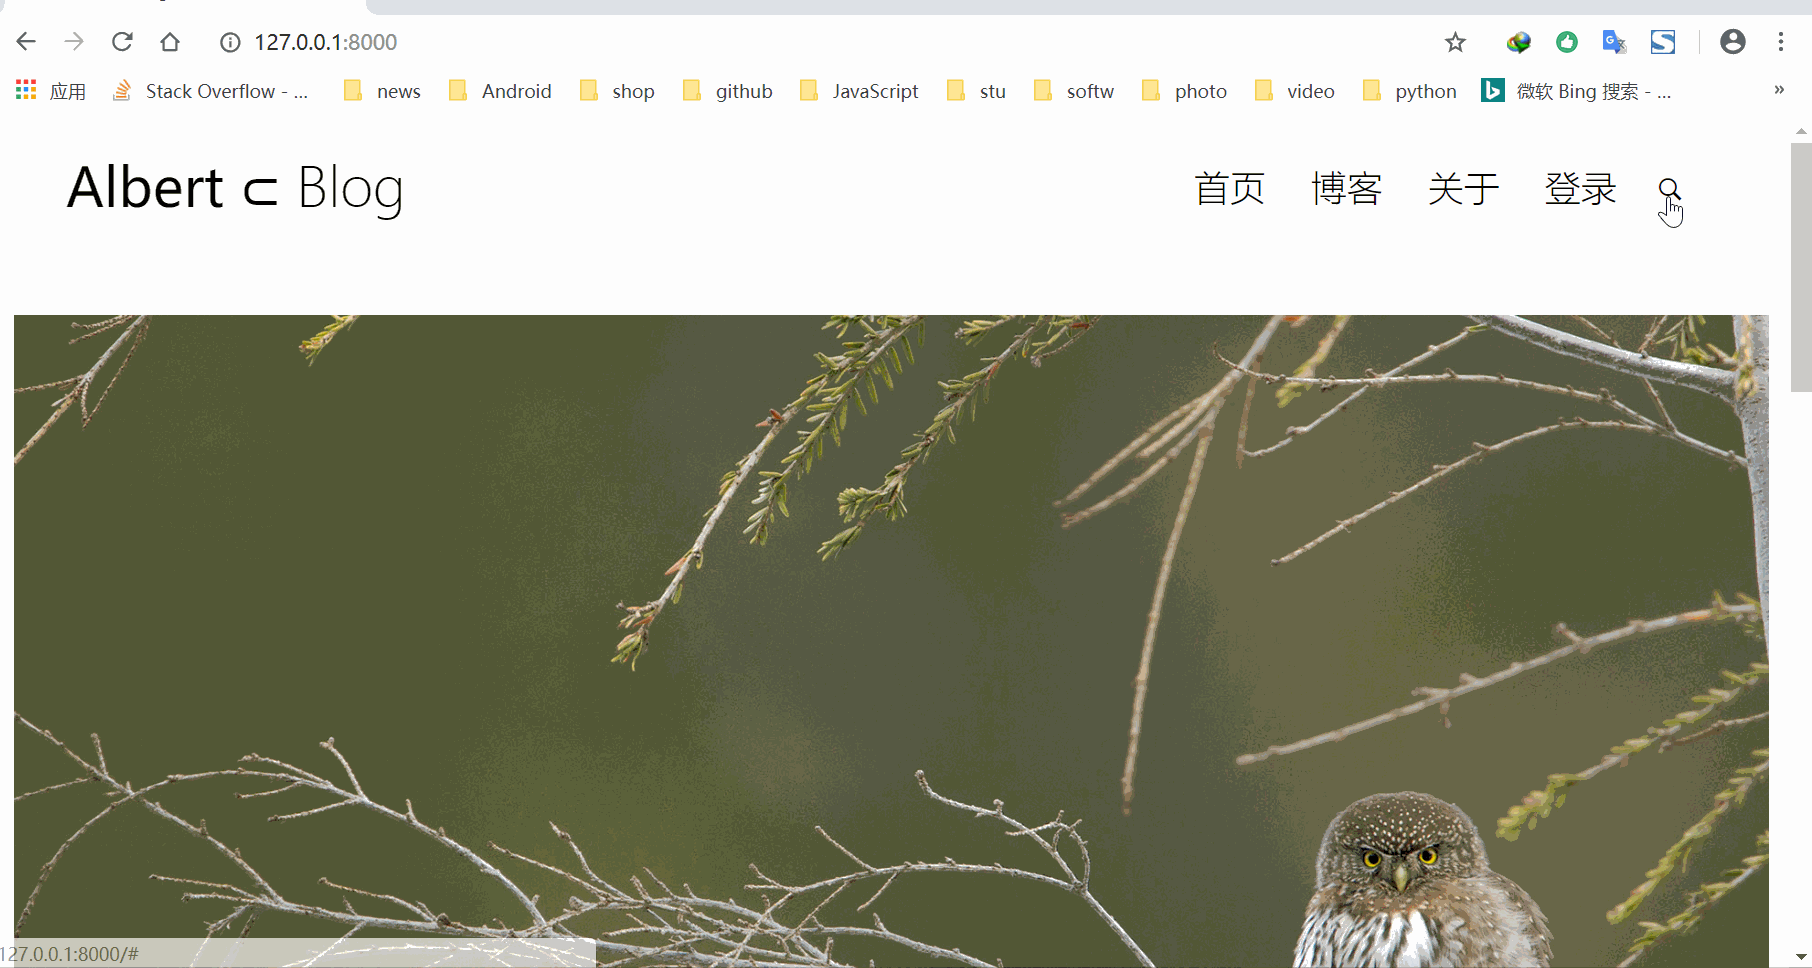 127.0.0.1:8000
应用 Stack Overflow - ... news Android shop github JavaScript stu softw photo video python 微软 Bing 搜索 - ... »
Albert ⊂ Blog 首页 博客 关于 登录
127.0.0.1:8000/#